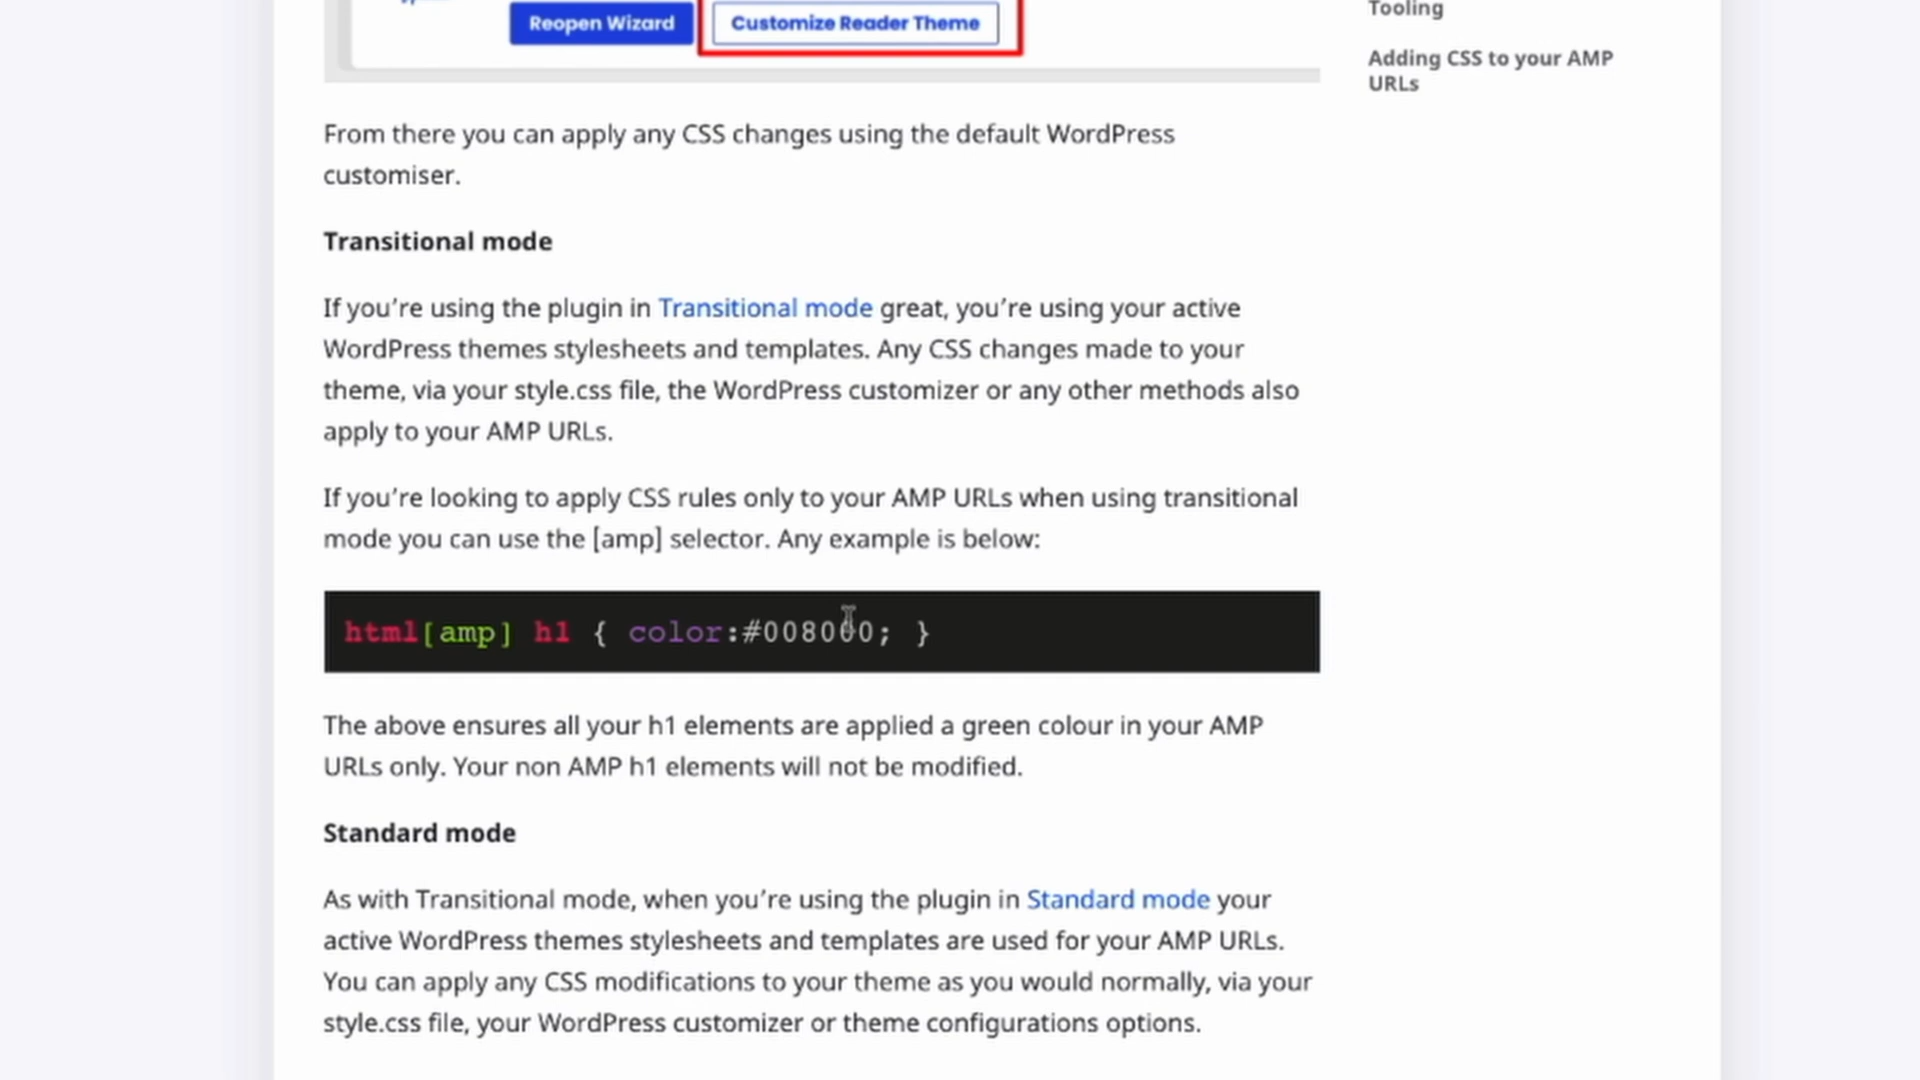 Reopen Wizard
Customize Reader Theme
Tooling
Adding CSS to your AMP
URLs
From there you can apply any CSS changes using the default WordPress
customiser.
Transitional mode
If you’re using the plugin in Transitional mode great, you’re using your active
WordPress themes stylesheets and templates. Any CSS changes made to your
theme, via your style.css file, the WordPress customizer or any other methods also
apply to your AMP URLs.
If you’re looking to apply CSS rules only to your AMP URLs when using transitional
mode you can use the [amp] selector. Any example is below:
html[amp] h1 { color:#008000; }
The above ensures all your h1 elements are applied a green colour in your AMP
URLs only. Your non AMP h1 elements will not be modified.
Standard mode
As with Transitional mode, when you’re using the plugin in Standard mode your
active WordPress themes stylesheets and templates are used for your AMP URLs.
You can apply any CSS modifications to your theme as you would normally, via your
style.css file, your WordPress customizer or theme configurations options.